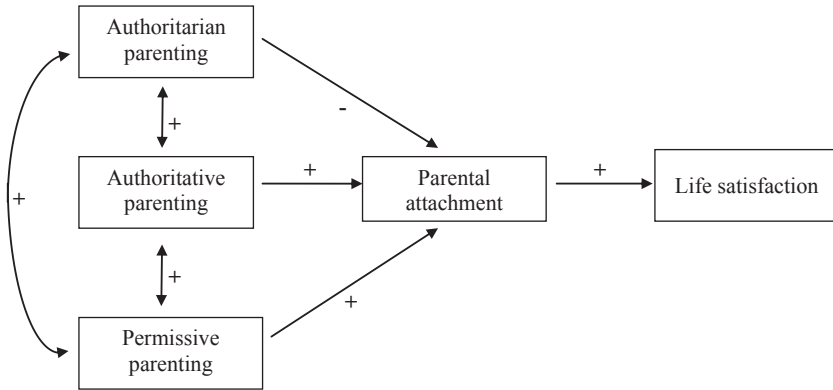 Authoritarian
parenting
-
+
Authoritative
parenting
+
Parental
attachment
+
Life satisfaction
+
+
+
Permissive
parenting